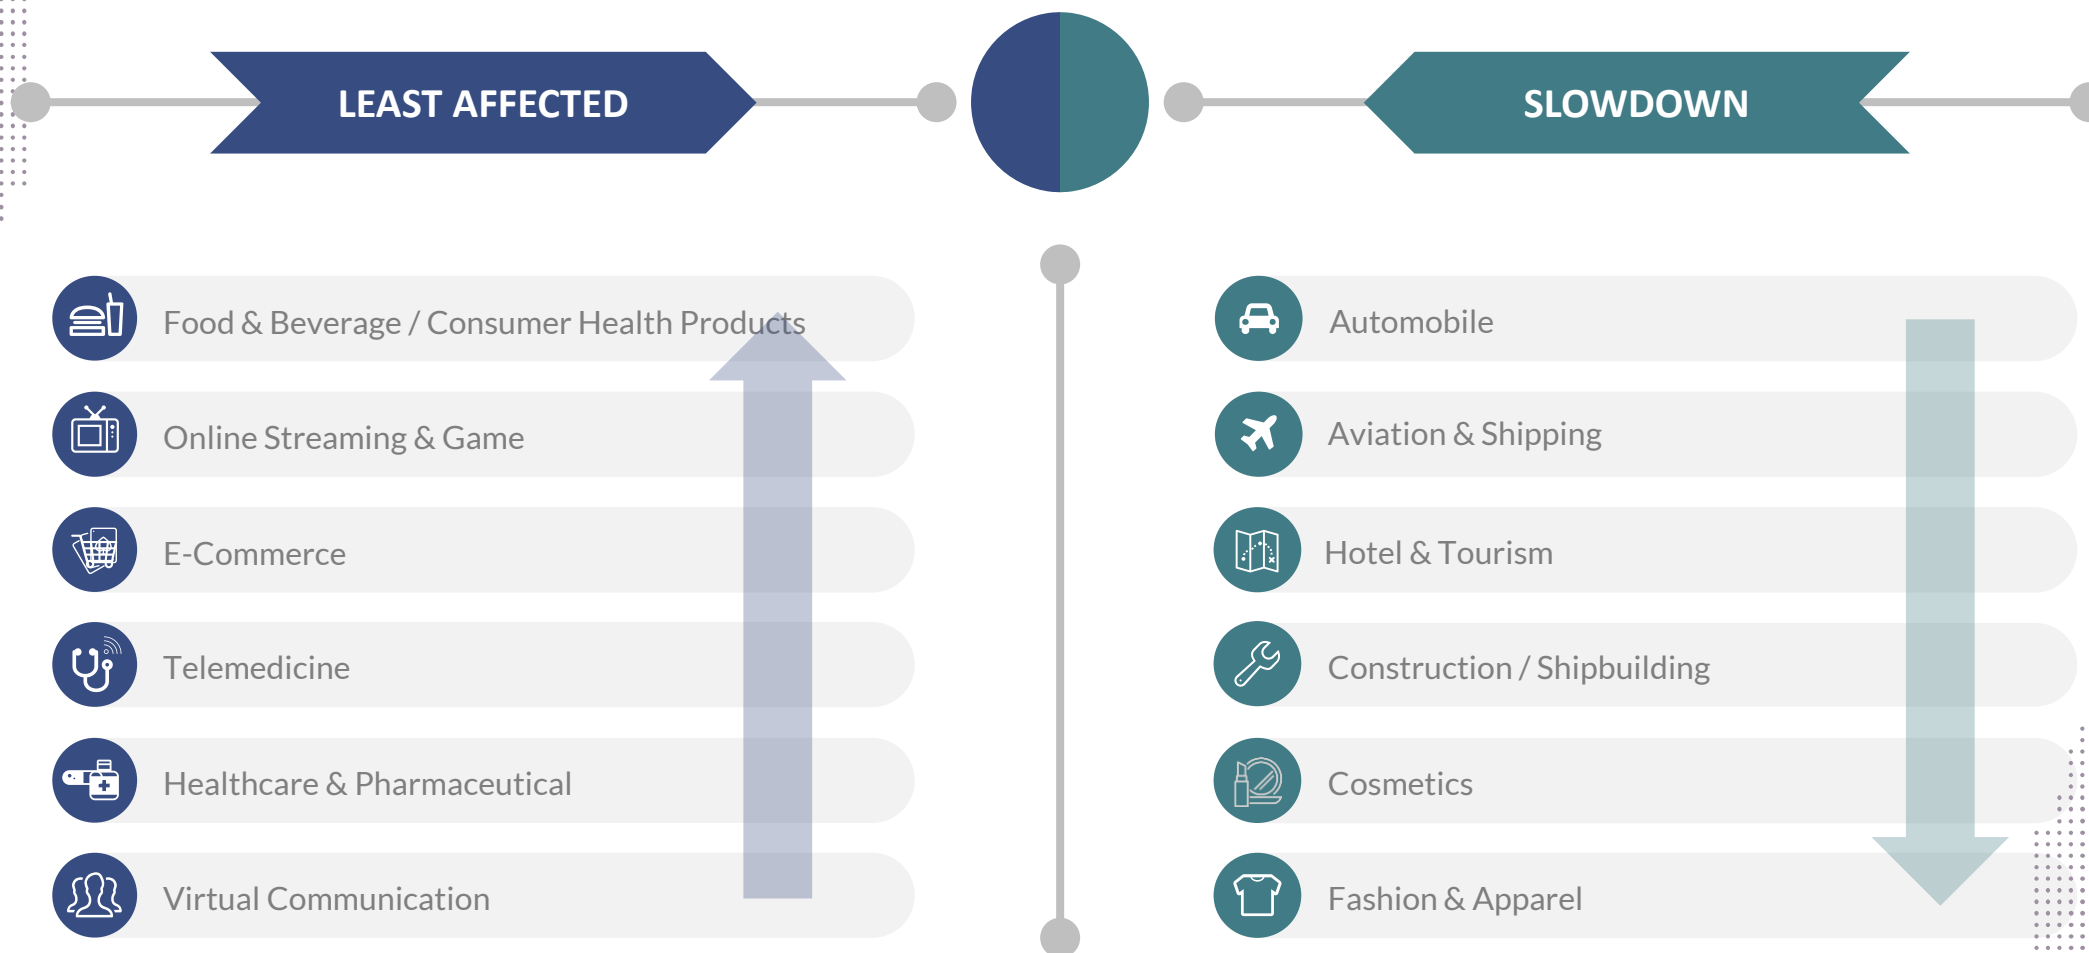 LEAST AFFECTED
SLOWDOWN
Food & Beverage / Consumer Health Products
Online Streaming & Game
E-Commerce
Telemedicine
Healthcare & Pharmaceutical
Virtual Communication
Automobile
Aviation & Shipping
Hotel & Tourism
Construction / Shipbuilding
Cosmetics
Fashion & Apparel